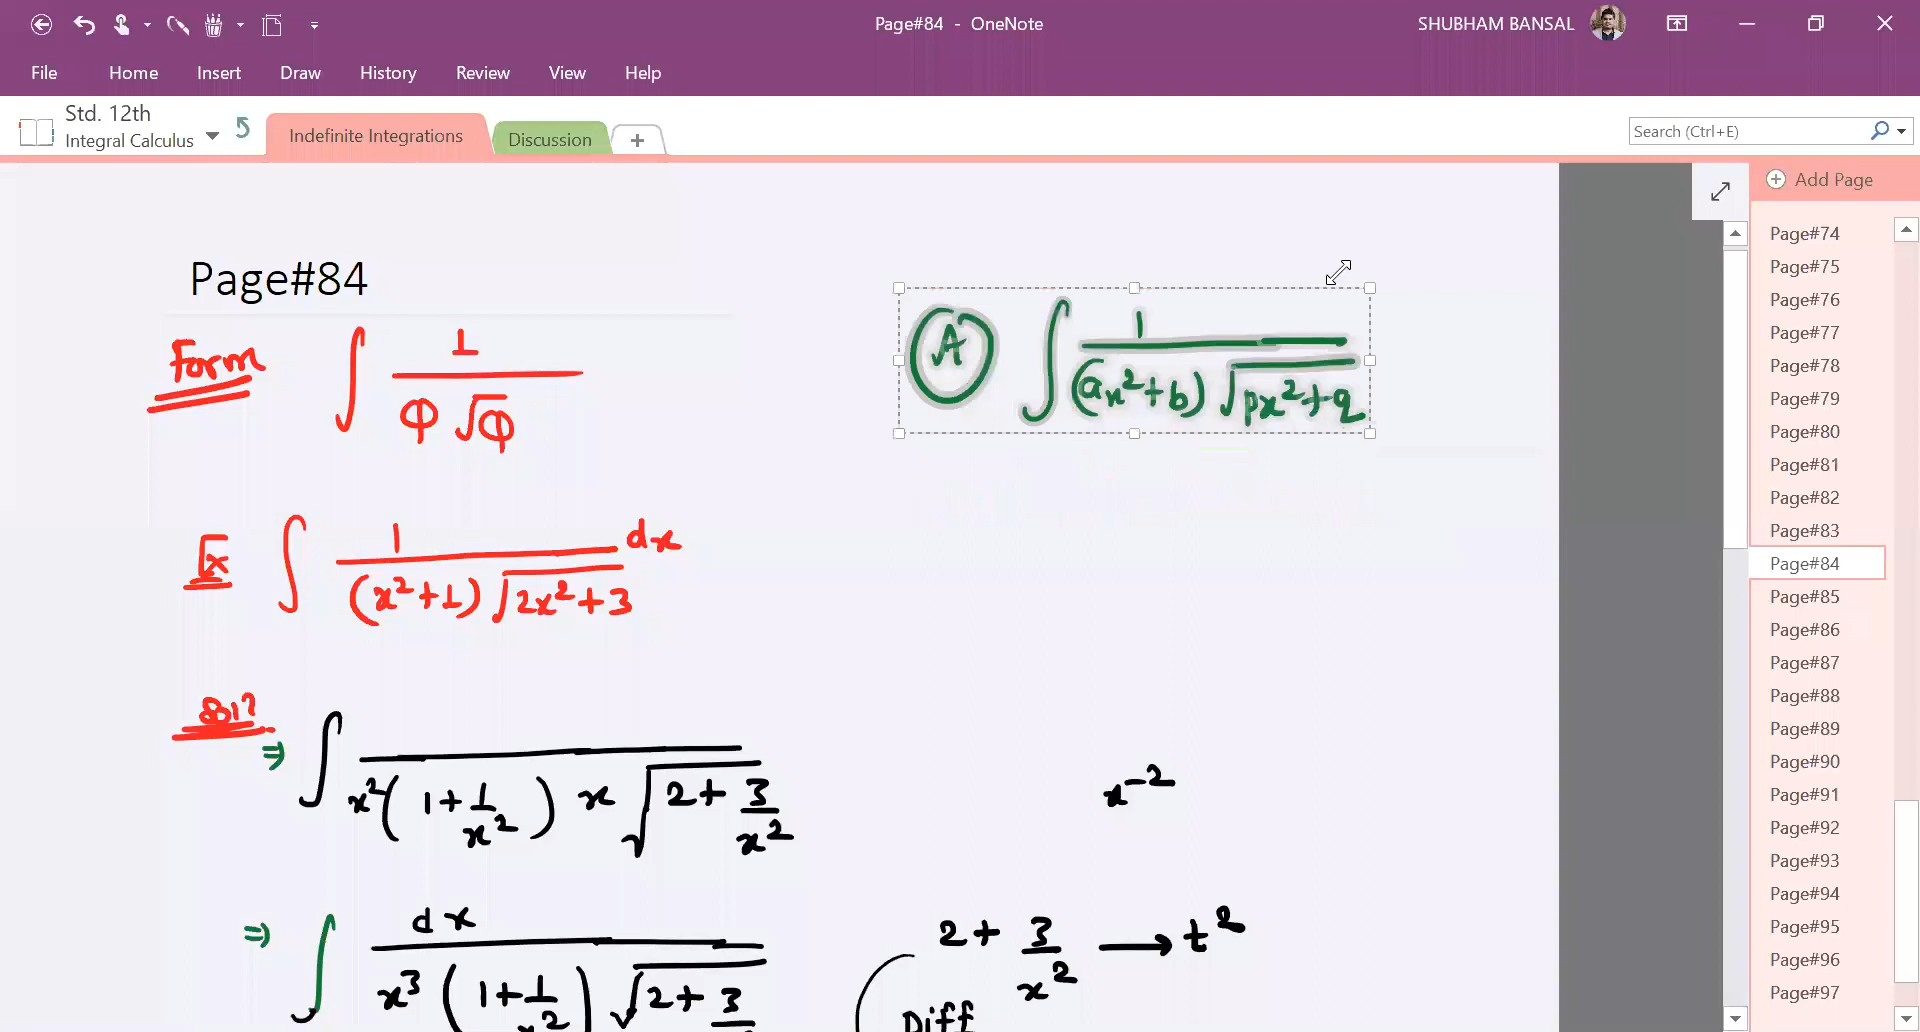 Page#84 - OneNote
SHUBHAM BANSAL
File Home Insert Draw History Review View Help
Std. 12th
Integral Calculus
Indefinite Integrations
Discussion
+
Search (Ctrl+E)
Add Page
Page#84
Form ∫ 1 / (Φ √Φ)
(A) ∫ 1 / ((ax²+b) √(px²+q))
Ex ∫ 1 / ((x²+1) √(2x²+3)) dx
Sol?
⇒ ∫ / (x² (1 + 1/x²) x √(2 + 3/x²))
x⁻²
⇒ ∫ dx / (x³ (1 + 1/x²) √(2 + 3
2 + 3/x² → t²
Diff
Page#74
Page#75
Page#76
Page#77
Page#78
Page#79
Page#80
Page#81
Page#82
Page#83
Page#84
Page#85
Page#86
Page#87
Page#88
Page#89
Page#90
Page#91
Page#92
Page#93
Page#94
Page#95
Page#96
Page#97